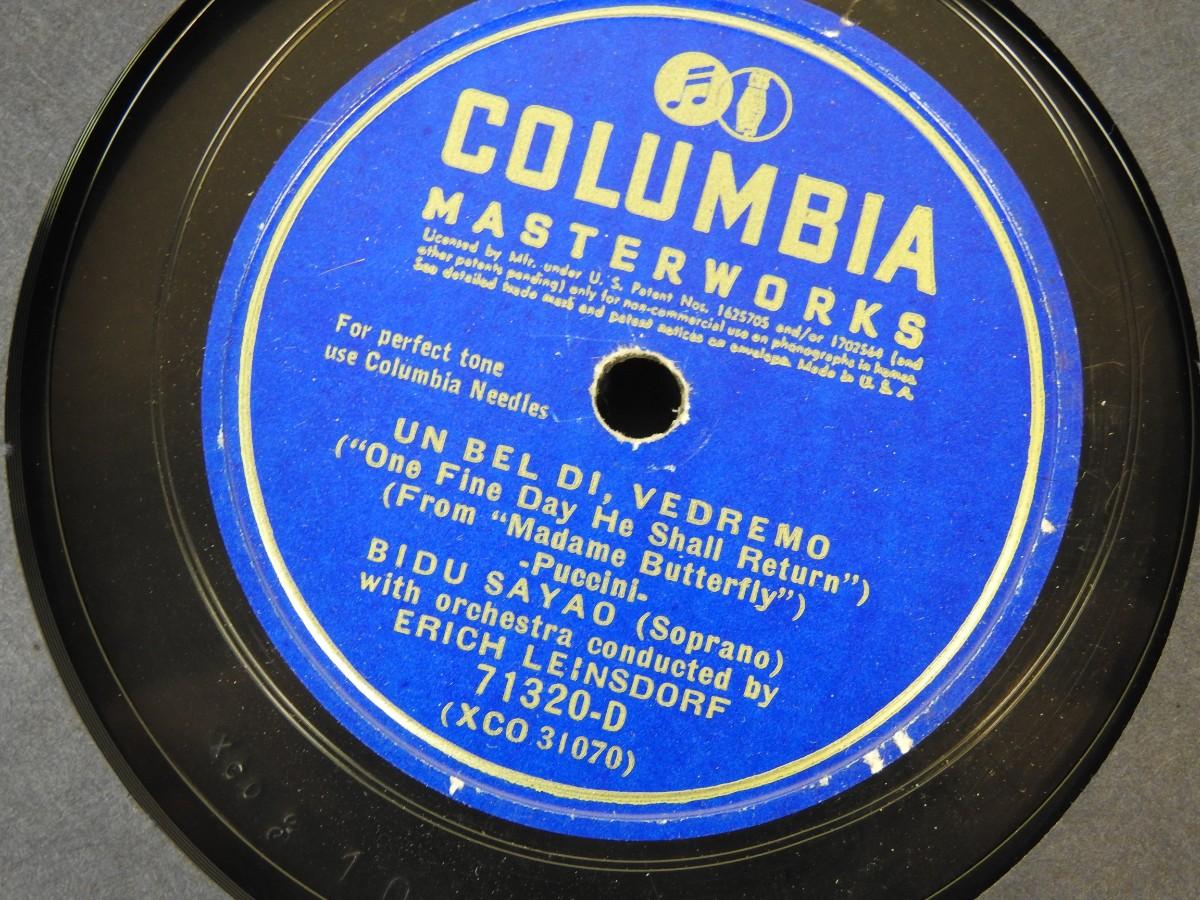 COLUMBIA
MASTERWORKS
Licensed by Mfr. under U. S. Patent Nos. 1625705 and/or 1702564 (and
other patents pending) only for non-commercial use on phonographs in homes.
See detailed trade mark and patent notices on envelope. Made in U. S. A.
For perfect tone
use Columbia Needles
UN BEL DI, VEDREMO
("One Fine Day He Shall Return")
(From "Madame Butterfly")
-Puccini-
BIDU SAYAO (Soprano)
with orchestra conducted by
ERICH LEINSDORF
71320-D
(XCO 31070)